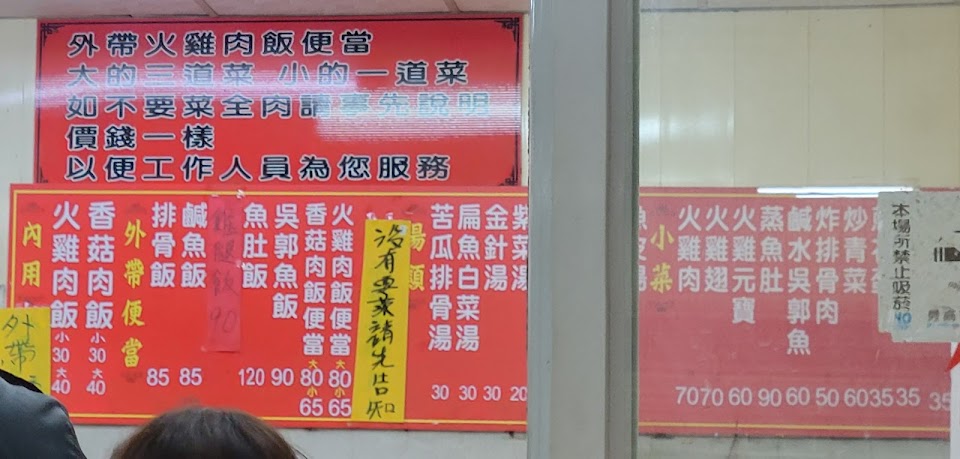 外帶火雞肉飯便當
大的三道菜 小的一道菜
如不要菜全肉請事先說明
價錢一樣
以便工作人員為您服務
內用
火雞肉飯 小30 大40
香菇肉飯 小30 大40
外帶便當
排骨飯 85
鹹魚飯 85
雞腿飯 90
魚肚飯 120
吳郭魚飯 90
香菇肉飯便當 大80 小65
火雞肉飯便當 大80 小65
請先告知
苦瓜排骨湯 30
扁魚白菜湯 30
金針湯 30
紫菜湯 20
小菜
火雞肉 70
火雞翅 70
火雞元寶 60
蒸魚肚 90
鹹水吳郭魚 60
炸排骨肉 50
炒青菜
60
35
35
35
本場所禁止吸菸
外帶